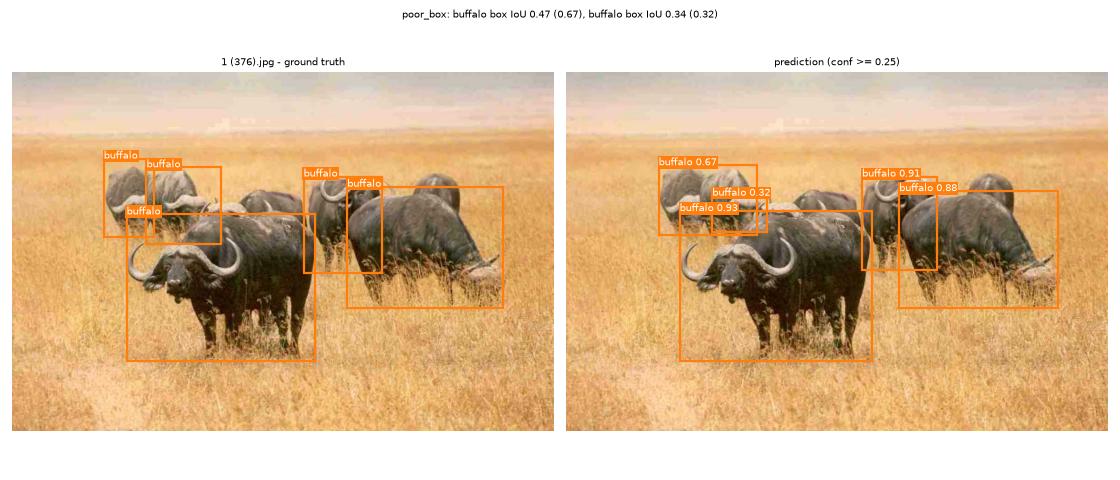 poor_box: buffalo box IoU 0.47 (0.67), buffalo box IoU 0.34 (0.32)
1 (376).jpg - ground truth
buffalo
buffalo
buffalo
buffalo
buffalo
prediction (conf >= 0.25)
buffalo 0.67
buffalo 0.91
buffalo 0.88
buffalo 0.32
buffalo 0.93